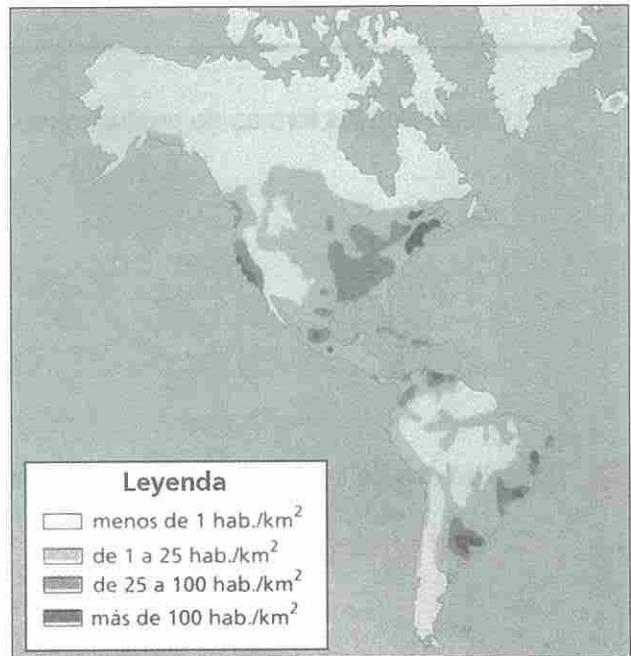 Leyenda
menos de 1 hab./km²
de 1 a 25 hab./km²
de 25 a 100 hab./km²
más de 100 hab./km²